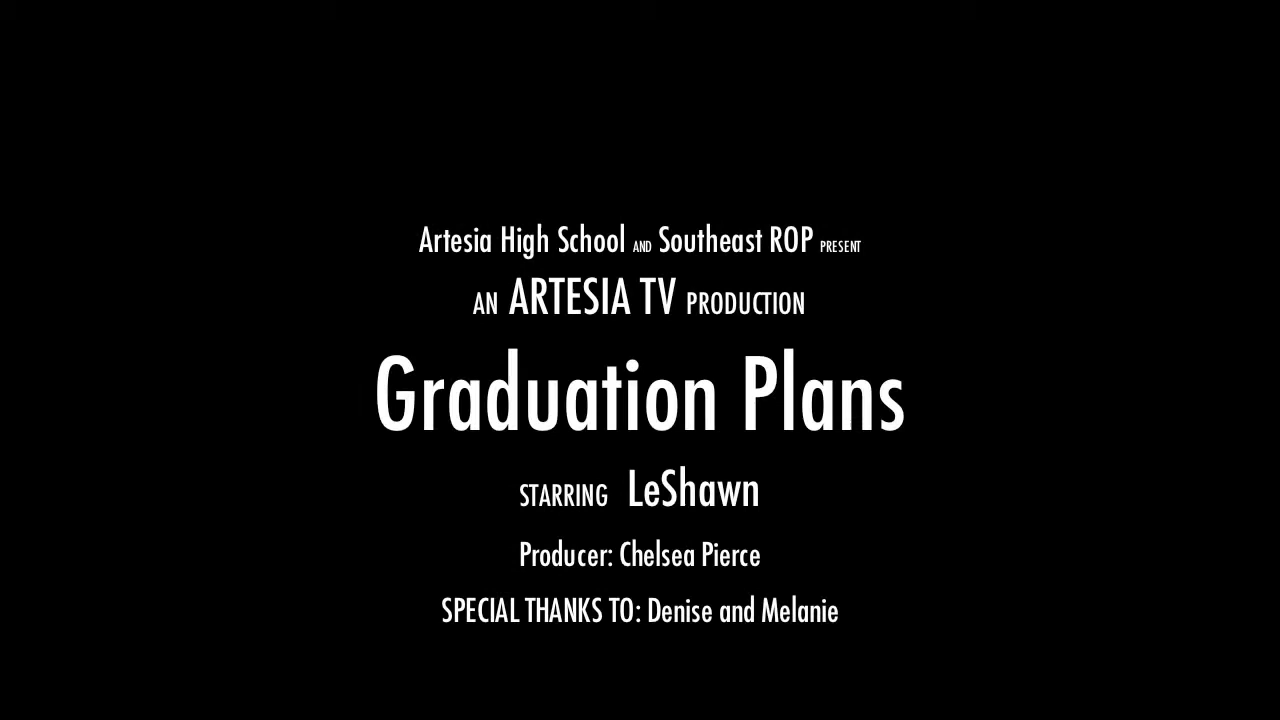 Artesia High School AND Southeast ROP PRESENT
AN ARTESIA TV PRODUCTION
Graduation Plans
STARRING LeShawn
Producer: Chelsea Pierce
SPECIAL THANKS TO: Denise and Melanie